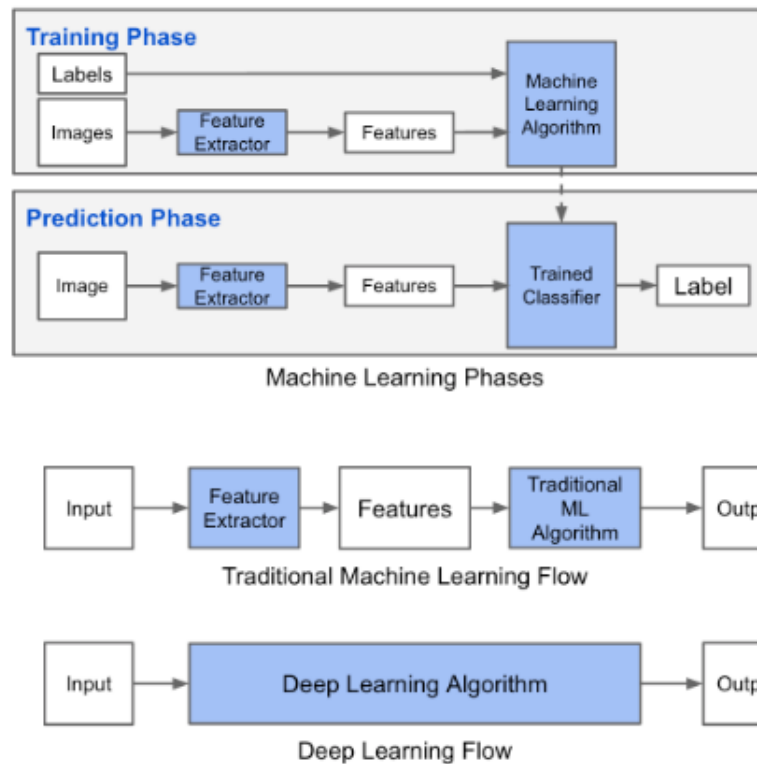 Training Phase
Labels
Images
Feature
Extractor
Features
Machine
Learning
Algorithm
Prediction Phase
Image
Feature
Extractor
Features
Trained
Classifier
Label
Machine Learning Phases
Input
Feature
Extractor
Features
Traditional
ML
Algorithm
Outp
Traditional Machine Learning Flow
Input
Deep Learning Algorithm
Outp
Deep Learning Flow